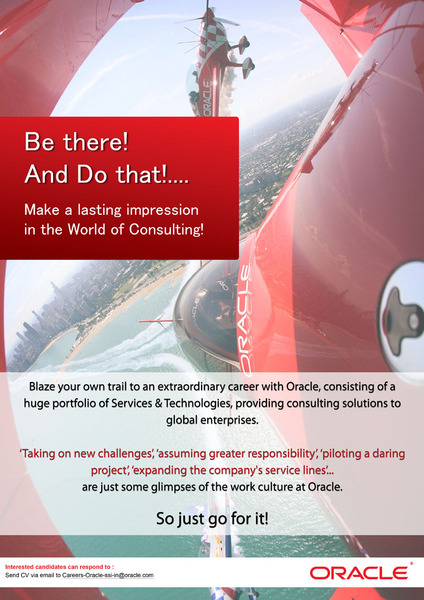 ORACLE
Be there!
And Do that!....
Make a lasting impression
in the World of Consulting!
ORACLE
Blaze your own trail to an extraordinary career with Oracle, consisting of a
huge portfolio of Services & Technologies, providing consulting solutions to
global enterprises.
'Taking on new challenges', 'assuming greater responsibility', 'piloting a daring
project', 'expanding the company's service lines'...
are just some glimpses of the work culture at Oracle.
So just go for it!
Interested candidates can respond to :
Send CV via email to Careers-Oracle-ssi-in@oracle.com
ORACLE®